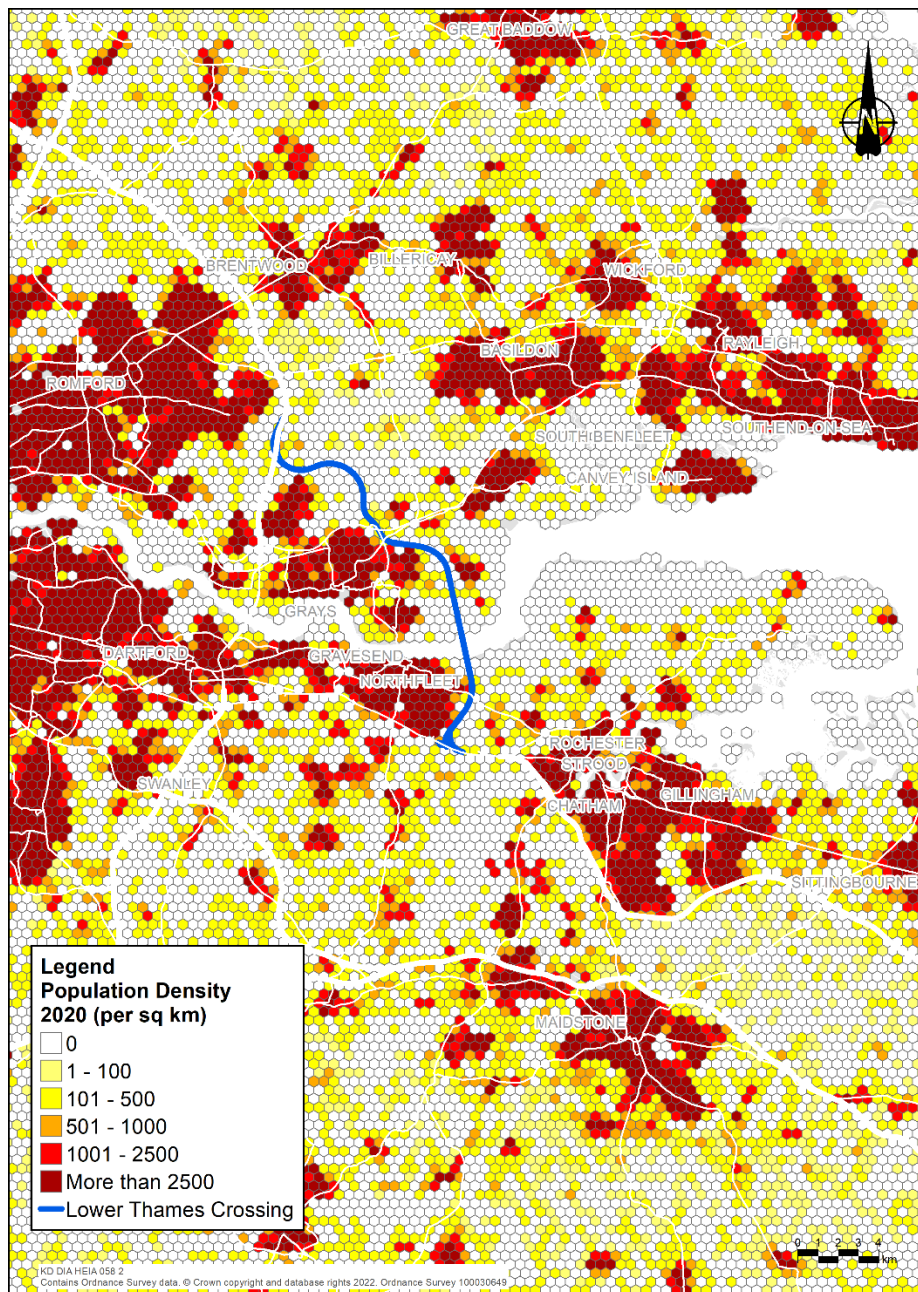 GREAT BADDOW
N
BRENTWOOD
BILLERICAY
WICKFORD
BASILDON
RAYLEIGH
ROMFORD
SOUTHEND-ON-SEA
SOUTH BENFLEET
CANVEY ISLAND
GRAYS
DARTFORD
GRAVESEND
NORTHFLEET
ROCHESTER
STROOD
SWANLEY
GILLINGHAM
CHATHAM
SITTINGBOURNE
MAIDSTONE
Legend
Population Density
2020 (per sq km)
0
1 - 100
101 - 500
501 - 1000
1001 - 2500
More than 2500
Lower Thames Crossing
0 1 2 3 4
km
KD DIA HEIA 058 2
Contains Ordnance Survey data. © Crown copyright and database rights 2022. Ordnance Survey 100030649